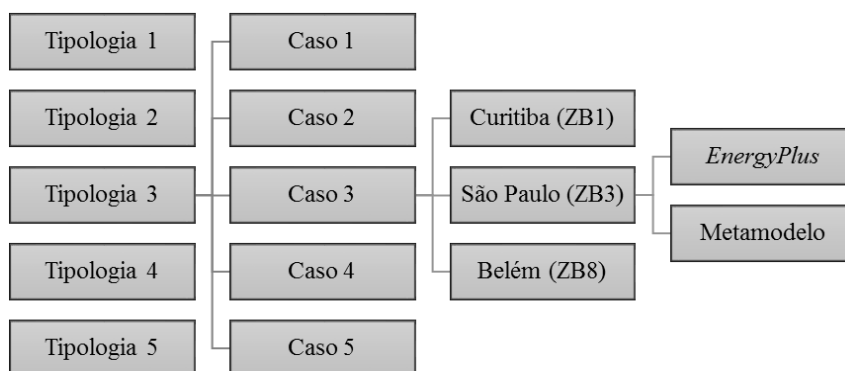 Tipologia 1
Tipologia 2
Tipologia 3
Tipologia 4
Tipologia 5
Caso 1
Caso 2
Caso 3
Caso 4
Caso 5
Curitiba (ZB1)
São Paulo (ZB3)
Belém (ZB8)
EnergyPlus
Metamodelo